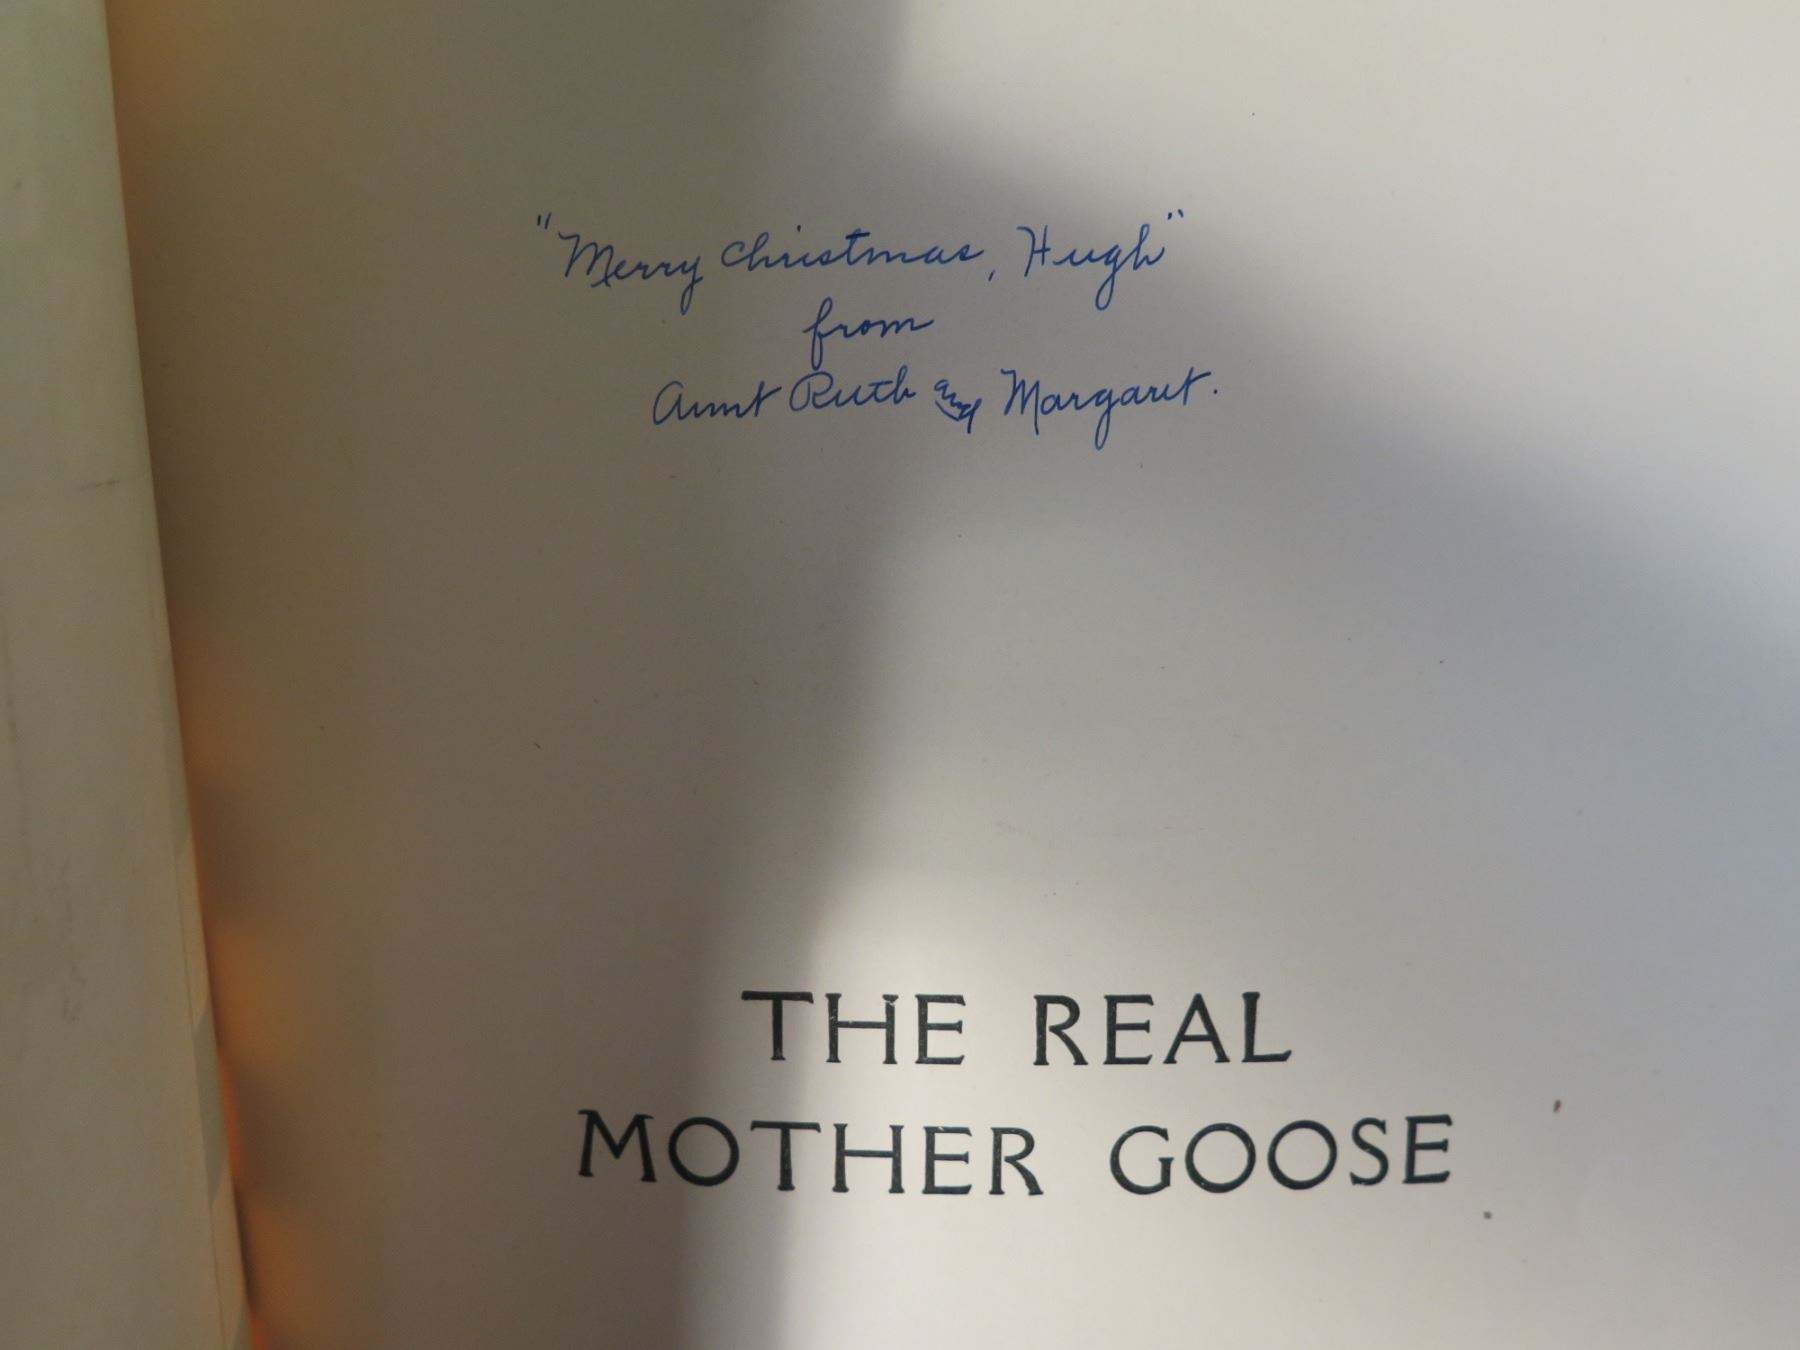 "Merry Christmas, Hugh"
from
Aunt Ruth and Margaret.
THE REAL
MOTHER GOOSE